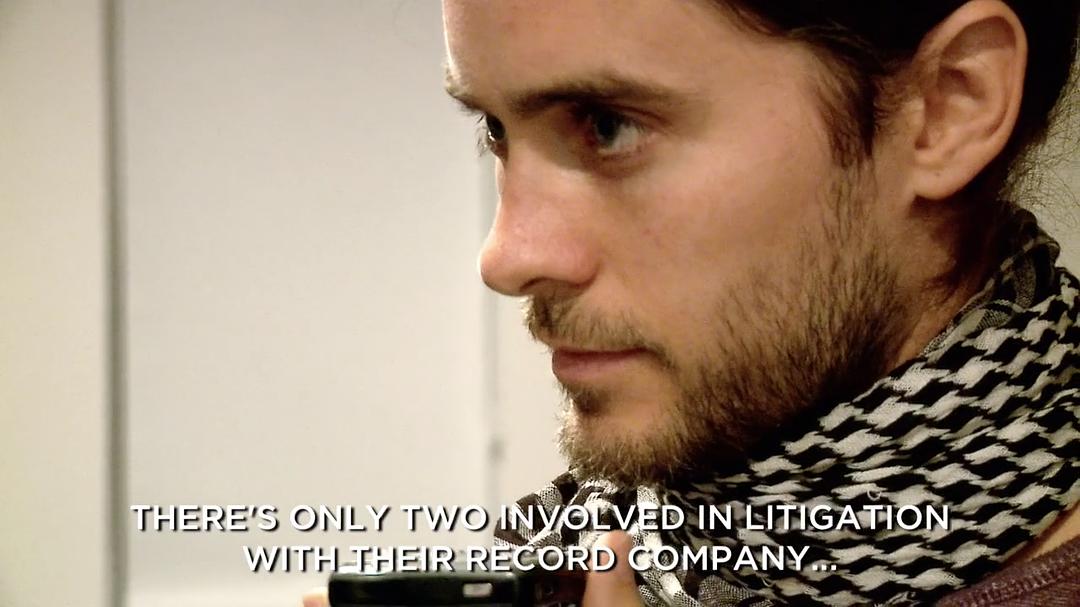 THERE'S ONLY TWO INVOLVED IN LITIGATION
WITH THEIR RECORD COMPANY...